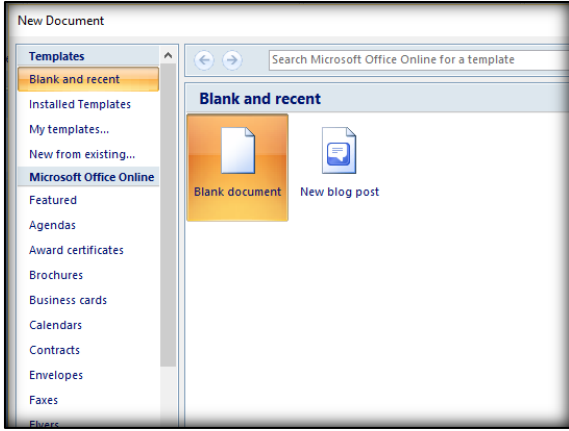 New Document
Templates
Blank and recent
Installed Templates
My templates...
New from existing...
Microsoft Office Online
Featured
Agendas
Award certificates
Brochures
Business cards
Calendars
Contracts
Envelopes
Faxes
Flyers
Search Microsoft Office Online for a template
Blank and recent
Blank document
New blog post